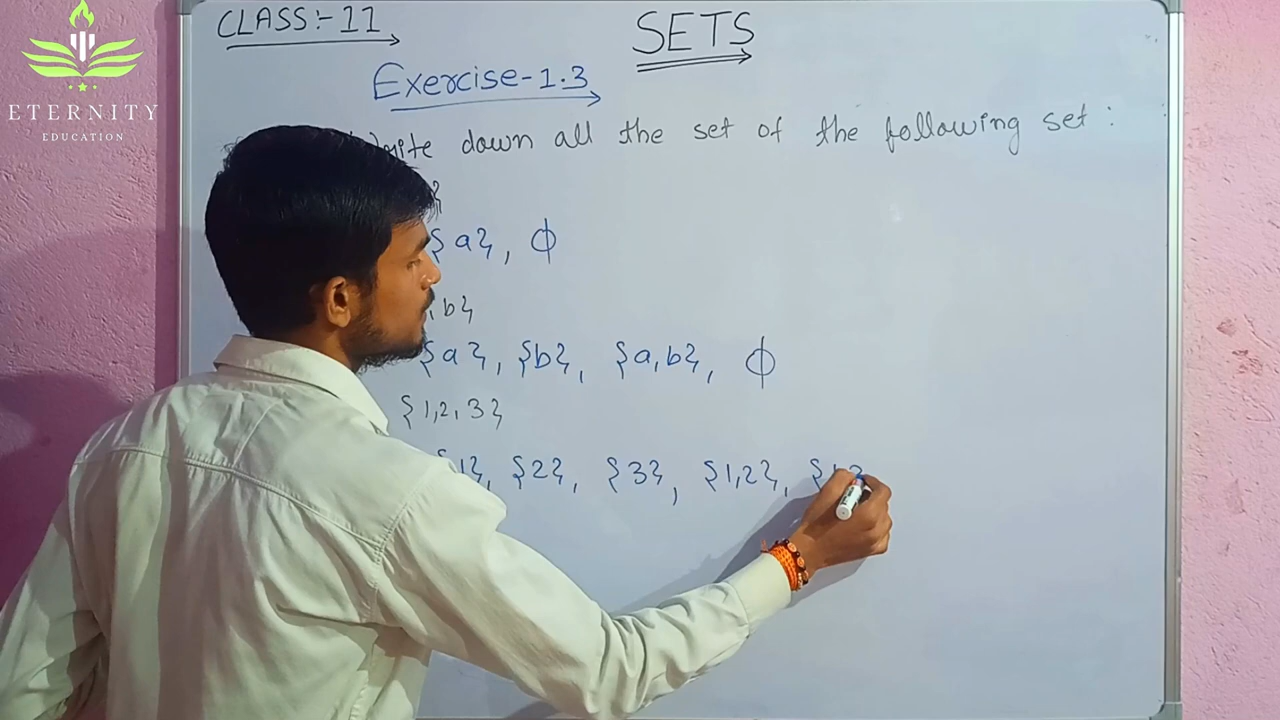 ETERNITY
EDUCATION
CLASS:- 11
SETS
Exercise-1.3
down all the set of the following set :
{a}, ϕ
,b}
{a}, {b}, {a,b}, ϕ
{1,2,3}
{1}, {2}, {3}, {1,2}, {1,3